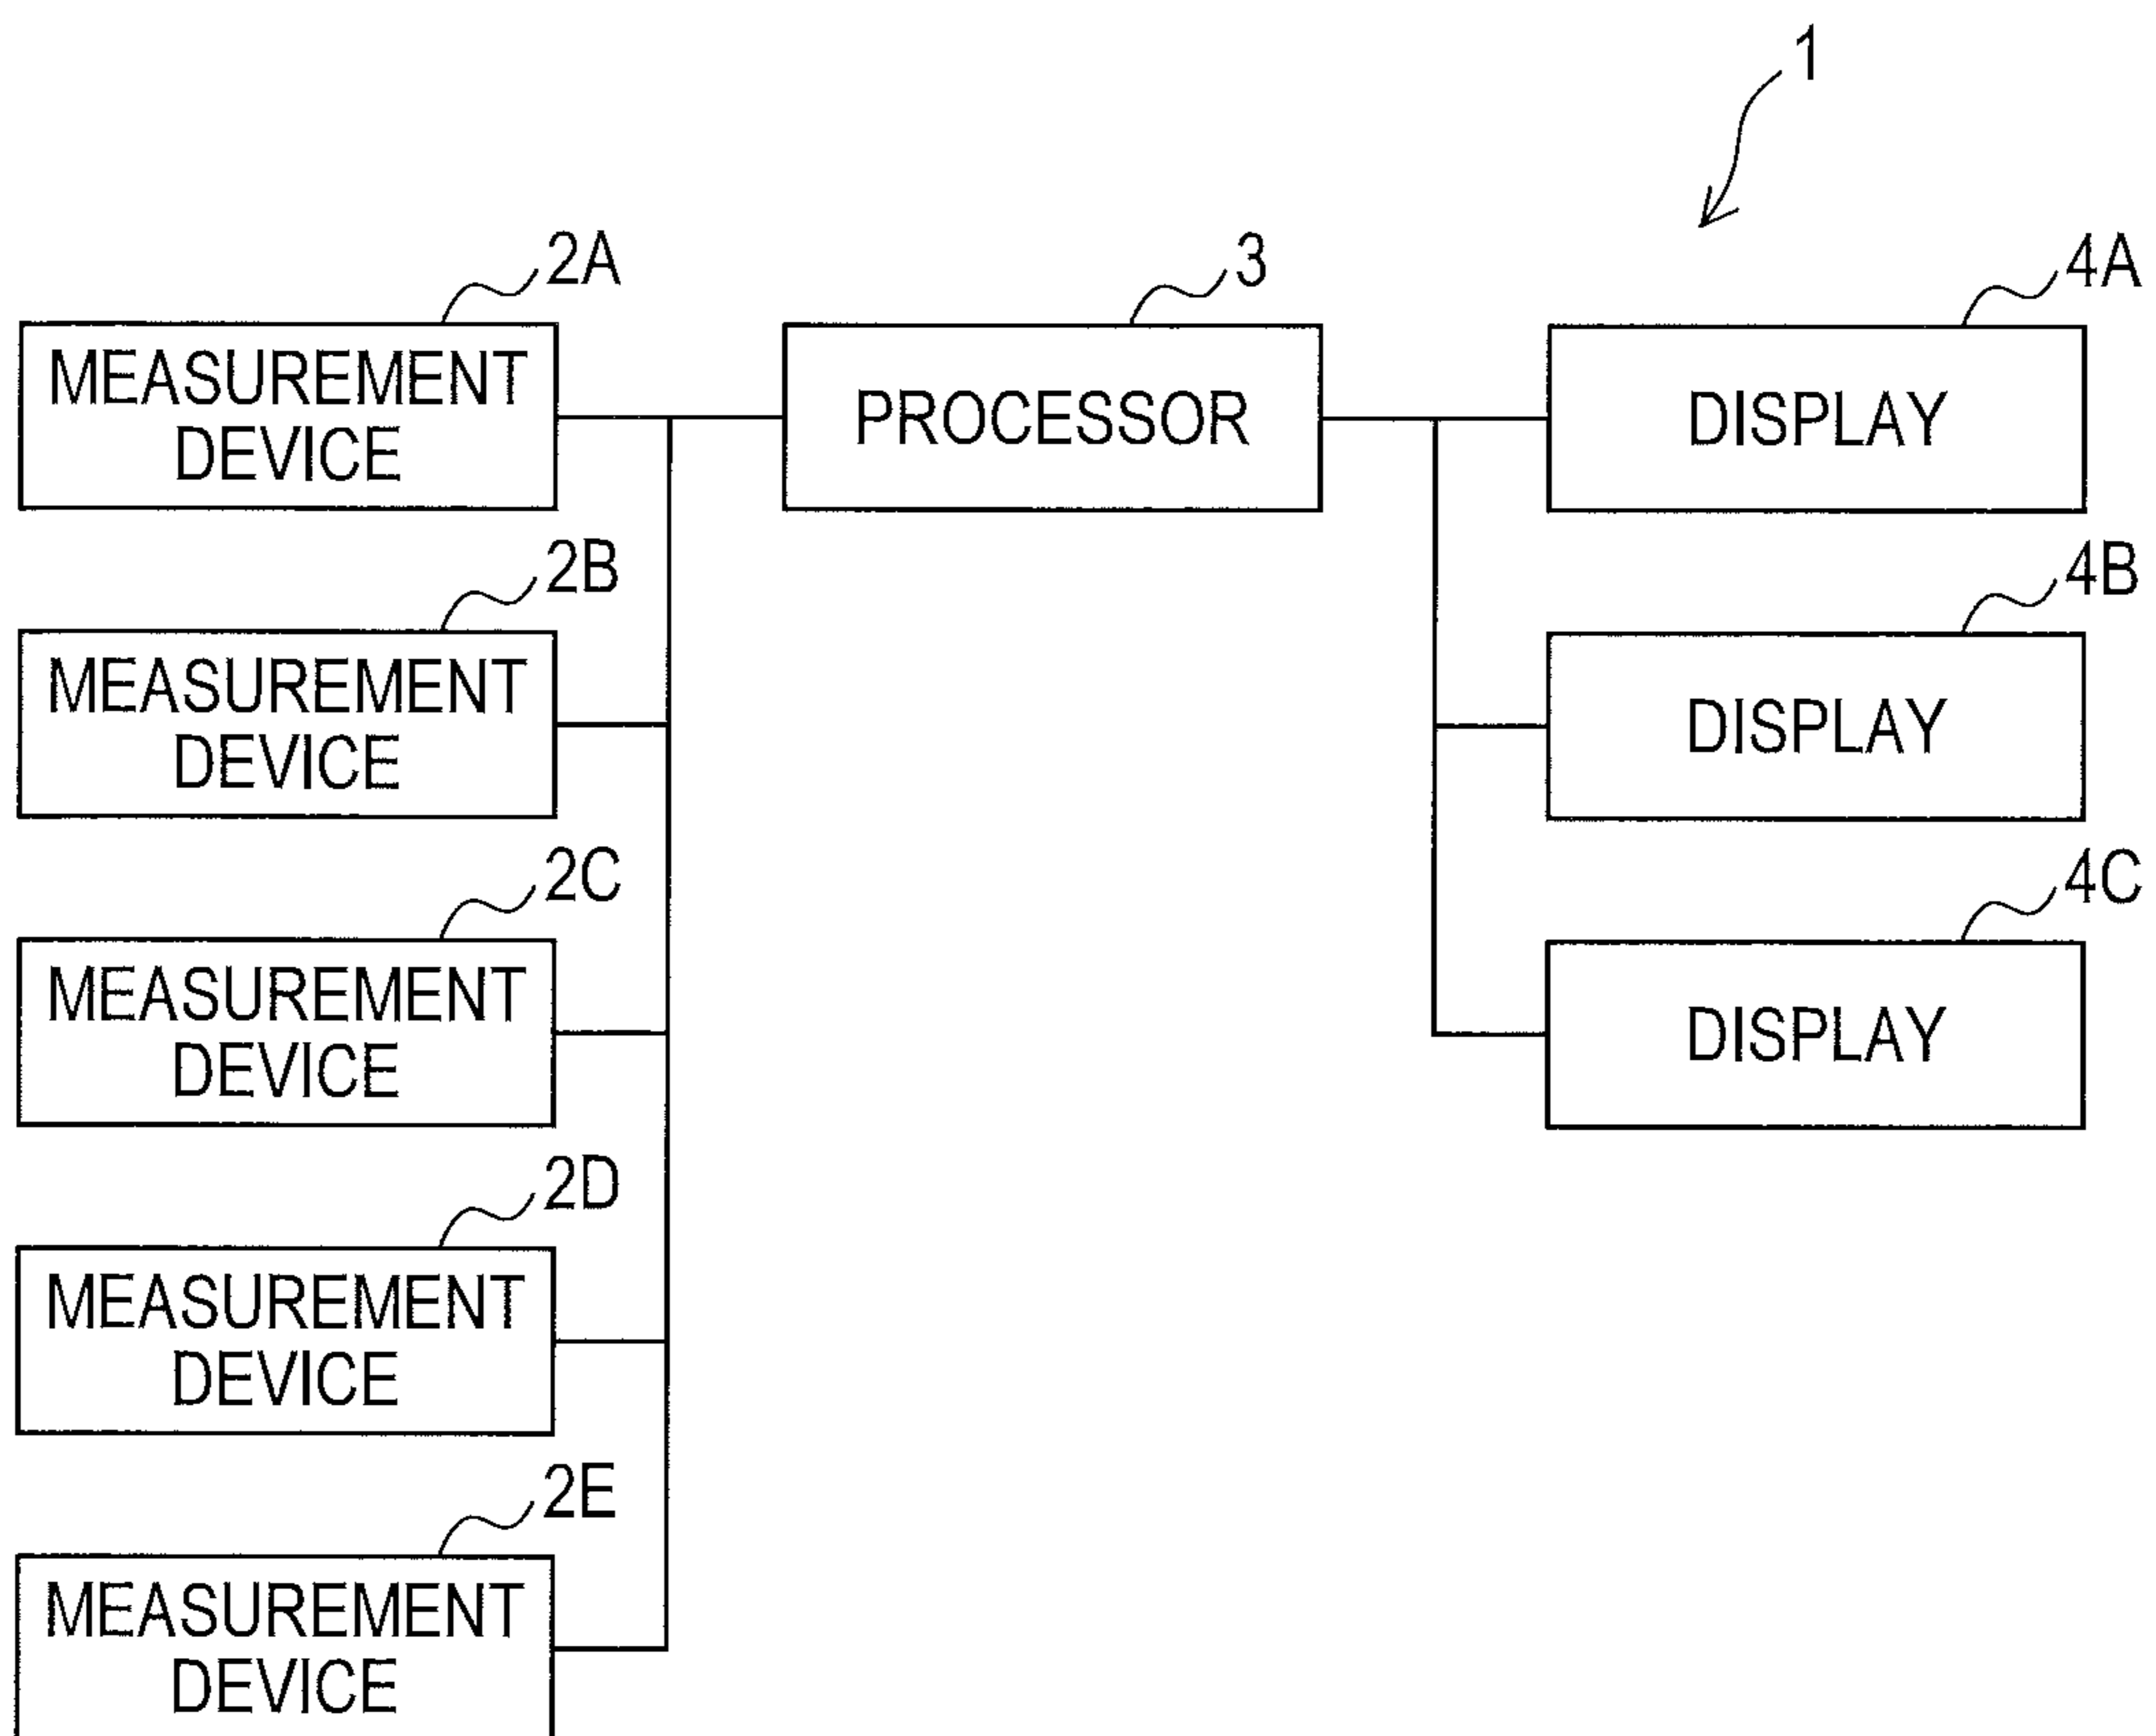 1
2A
MEASUREMENT
DEVICE
3
PROCESSOR
4A
DISPLAY
2B
MEASUREMENT
DEVICE
4B
DISPLAY
2C
MEASUREMENT
DEVICE
4C
DISPLAY
2D
MEASUREMENT
DEVICE
2E
MEASUREMENT
DEVICE